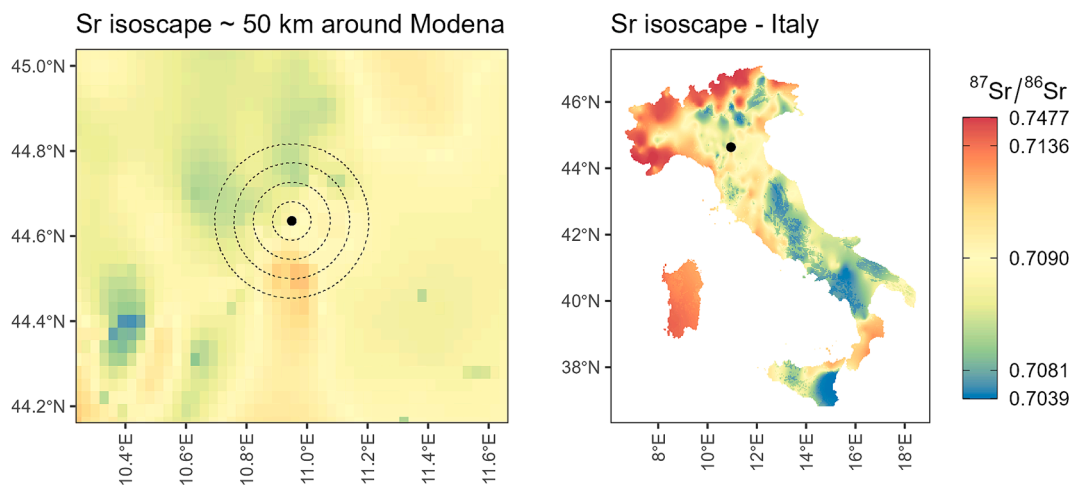 Sr isoscape ~ 50 km around Modena
45.0°N
44.8°N
44.6°N
44.4°N
44.2°N
10.4°E
10.6°E
10.8°E
11.0°E
11.2°E
11.4°E
11.6°E
Sr isoscape - Italy
46°N
44°N
42°N
40°N
38°N
8°E
10°E
12°E
14°E
16°E
18°E
⁸⁷Sr/⁸⁶Sr
0.7477
0.7136
0.7090
0.7081
0.7039